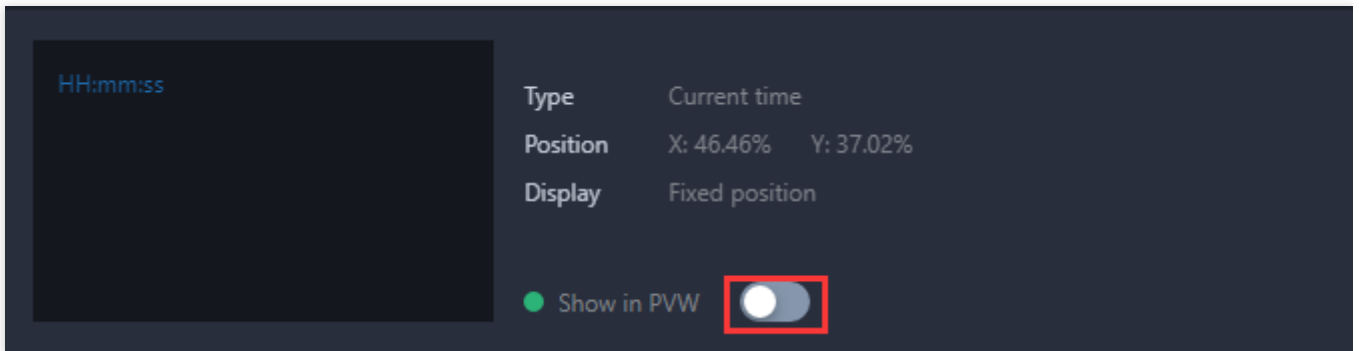 HH:mm:ss
Type Current time
Position X: 46.46% Y: 37.02%
Display Fixed position
Show in PVW